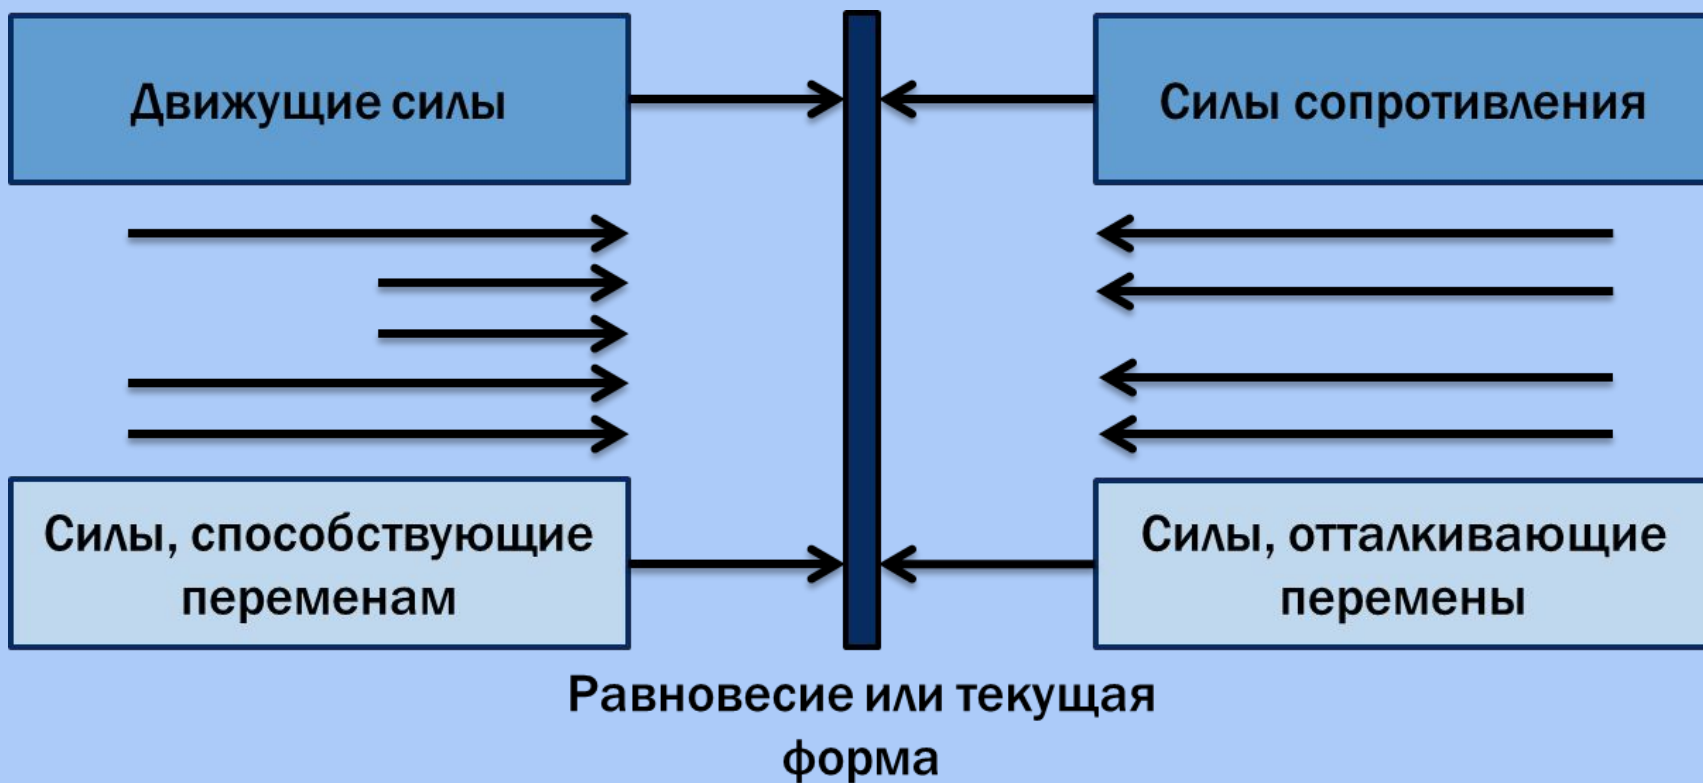 Движущие силы
Силы сопротивления
Силы, способствующие
переменам
Силы, отталкивающие
перемены
Равновесие или текущая
форма